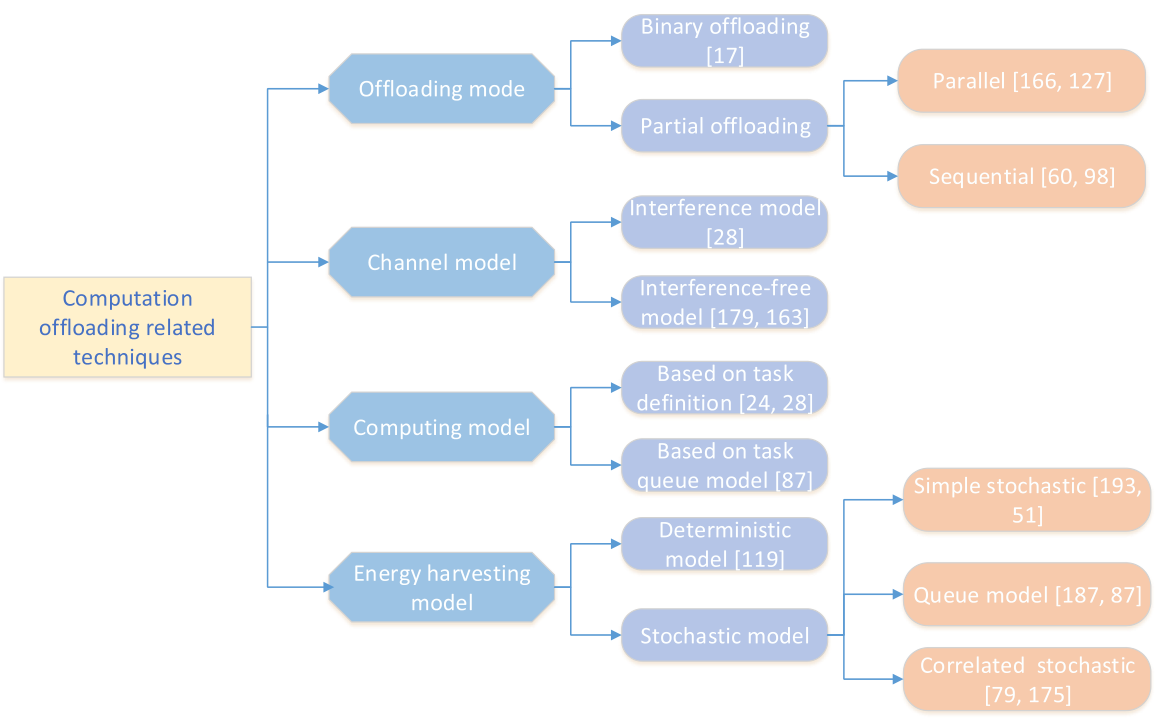 Computation
offloading related
techniques
Offloading mode
Binary offloading
[17]
Partial offloading
Parallel [166, 127]
Sequential [60, 98]
Channel model
Interference model
[28]
Interference-free
model [179, 163]
Computing model
Based on task
definition [24, 28]
Based on task
queue model [87]
Energy harvesting
model
Deterministic
model [119]
Stochastic model
Simple stochastic [193,
51]
Queue model [187, 87]
Correlated stochastic
[79, 175]